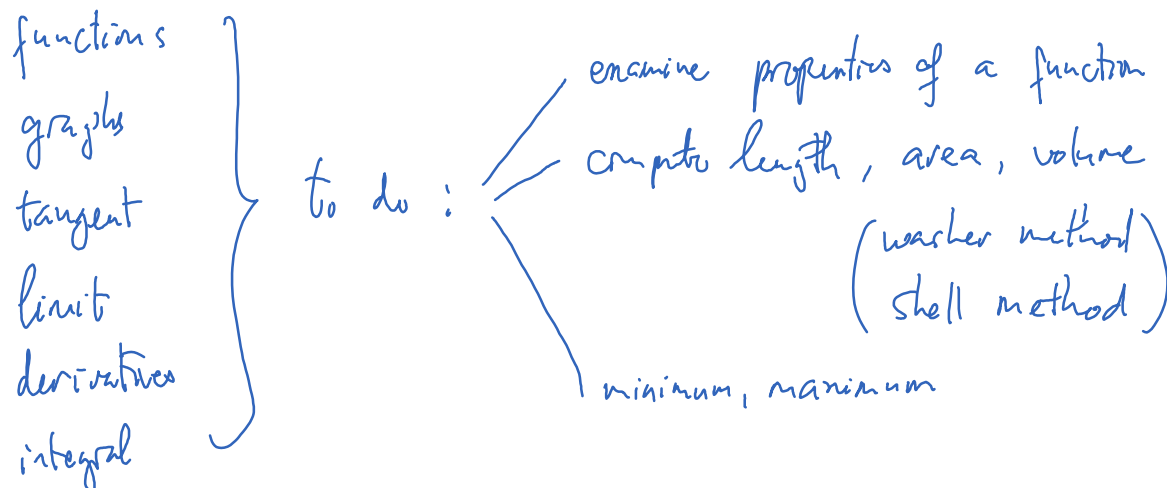 functions
graphs
tangent
limit
derivatives
integral
to do :
examine properties of a function
compute length, area, volume
(washer method
shell method)
minimum, maximum